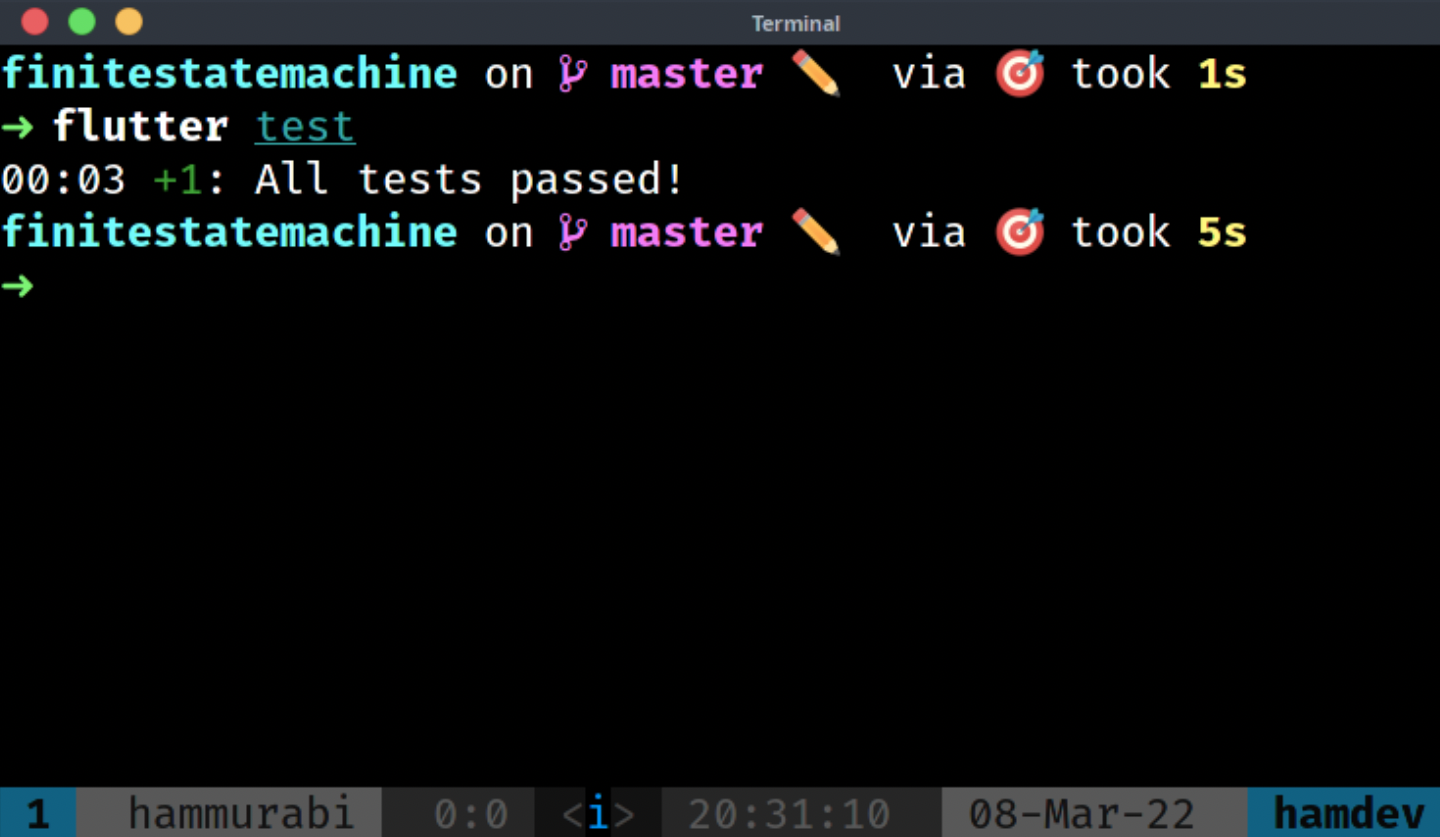 Terminal
finitestatemachine on master ✏️ via 🎯 took 1s
➜ flutter test
00:03 +1: All tests passed!
finitestatemachine on master ✏️ via 🎯 took 5s
➜
1 hammurabi 0:0 <i> 20:31:10 08-Mar-22 hamdev